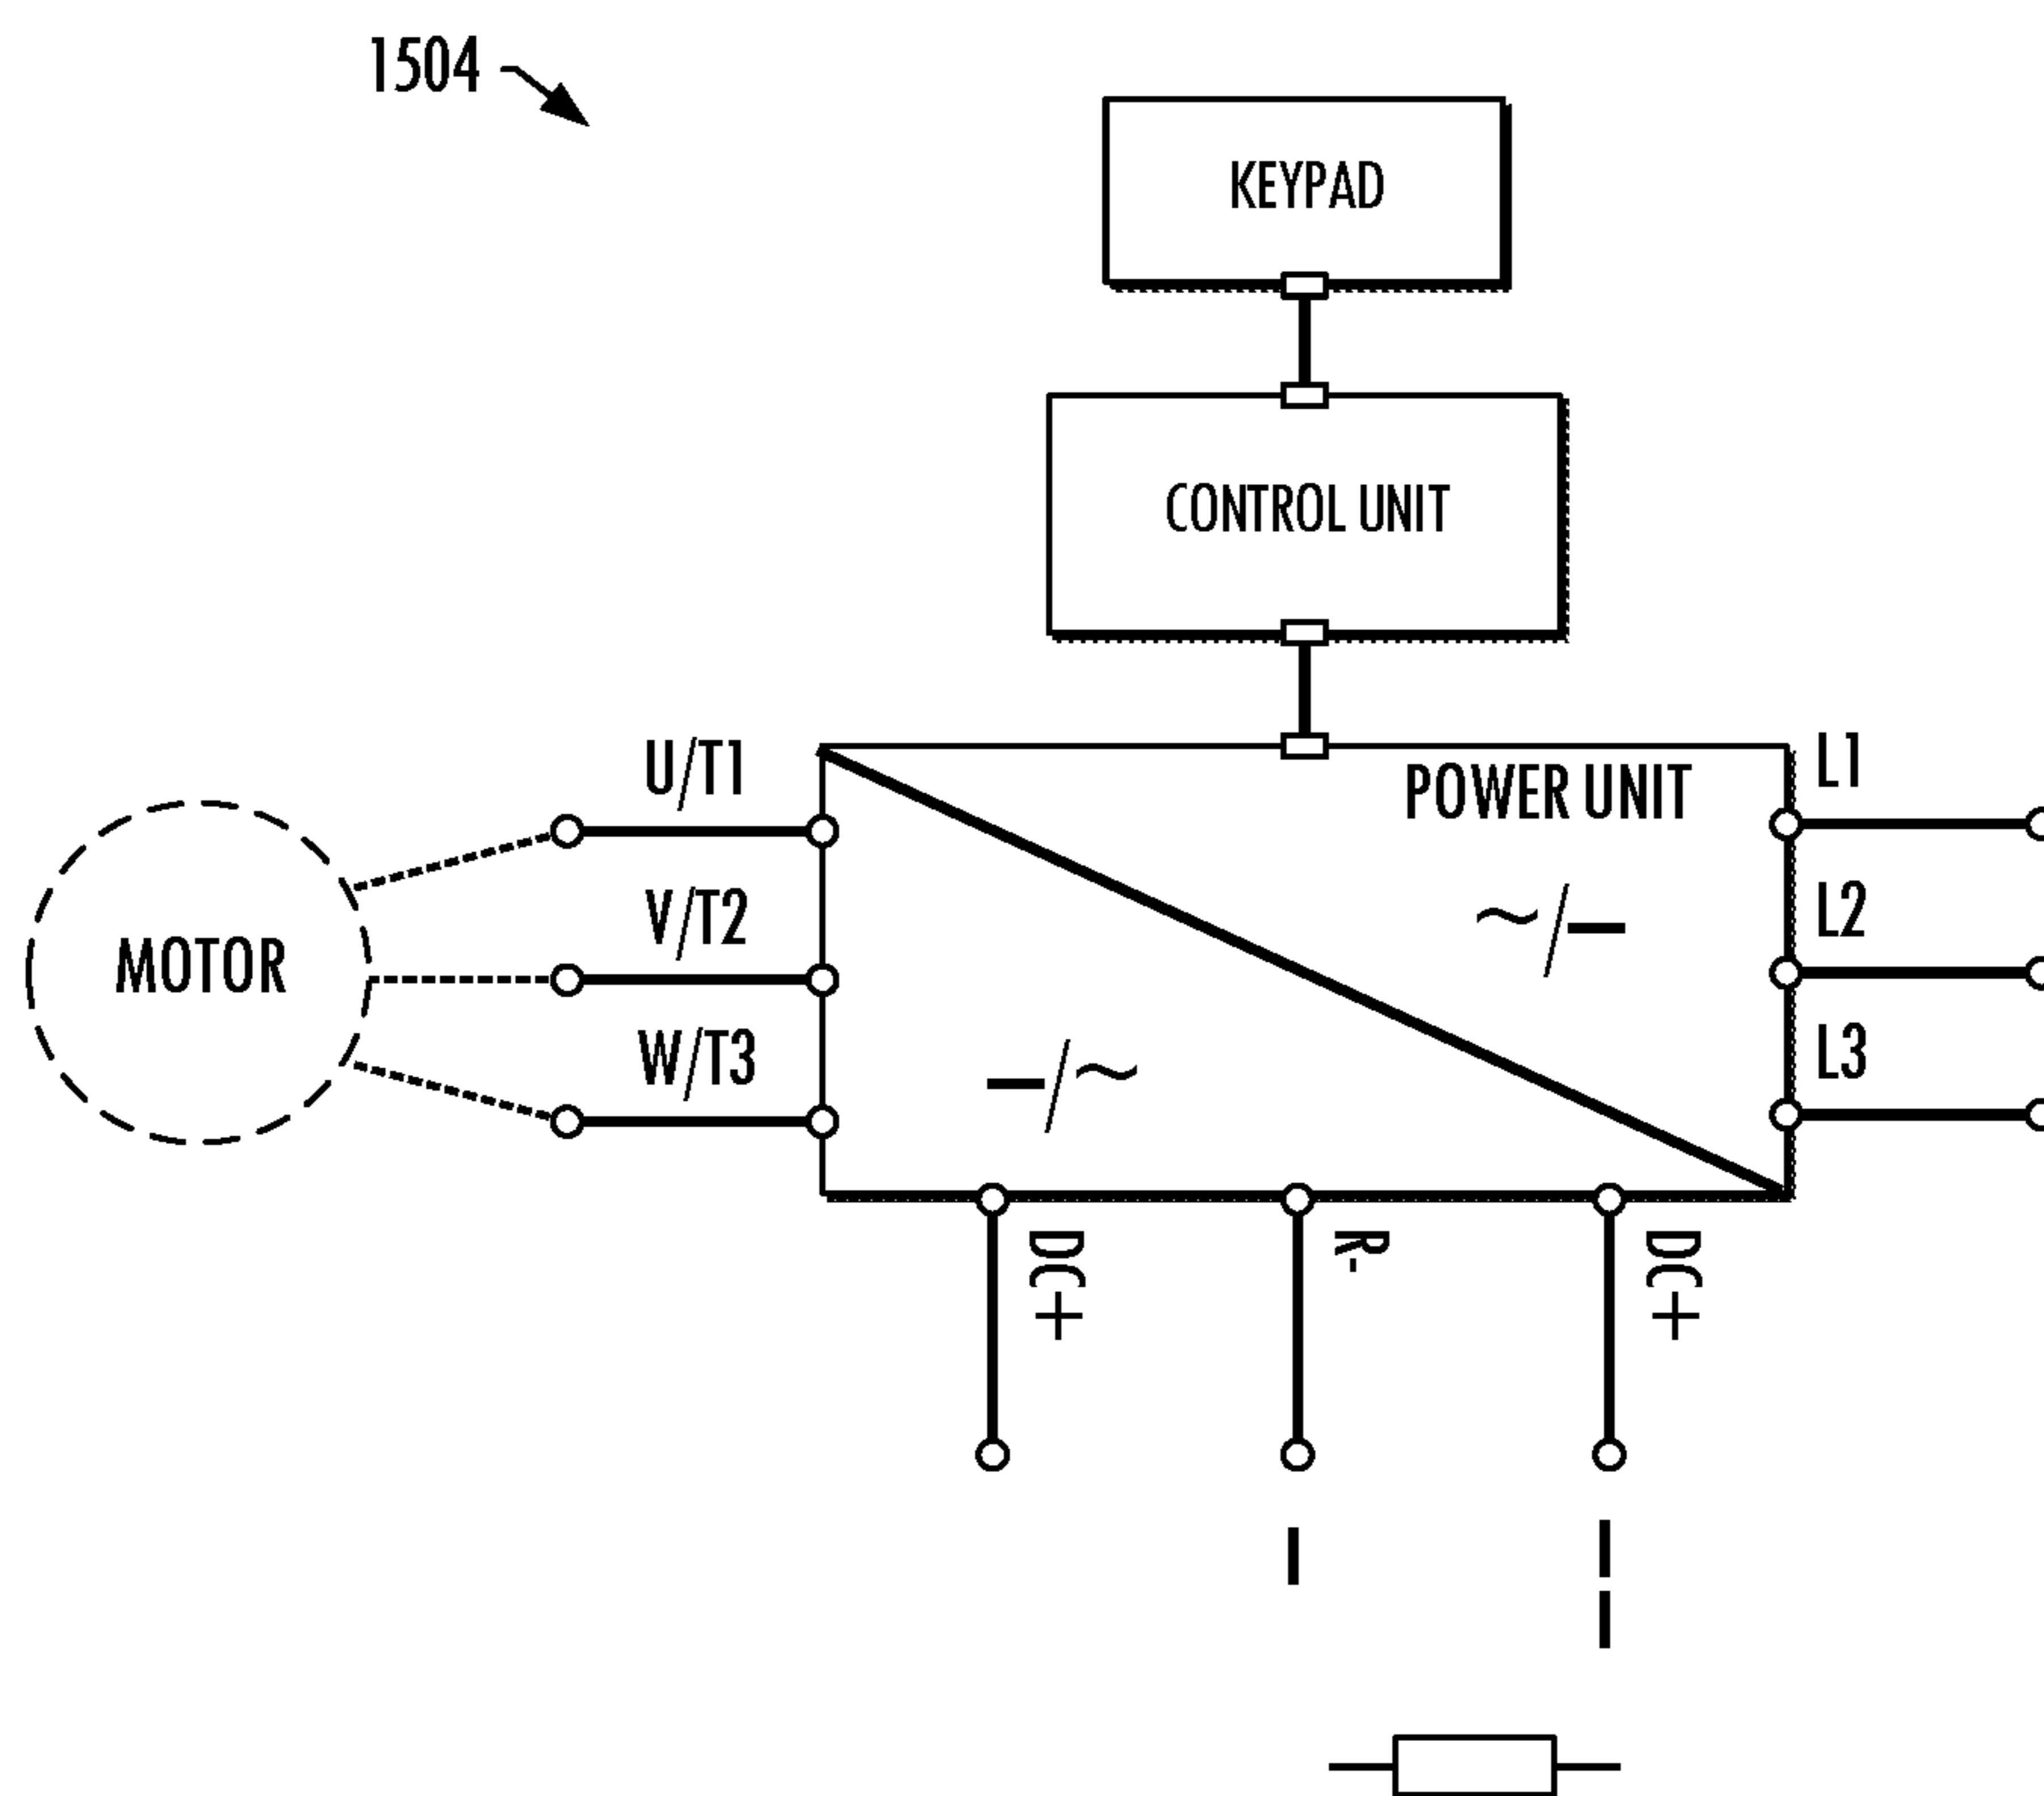 1504
KEYPAD
CONTROL UNIT
POWER UNIT
U/T1
L1
V/T2
L2
~/–
MOTOR
W/T3
L3
–/~
DC+
R-
DC+